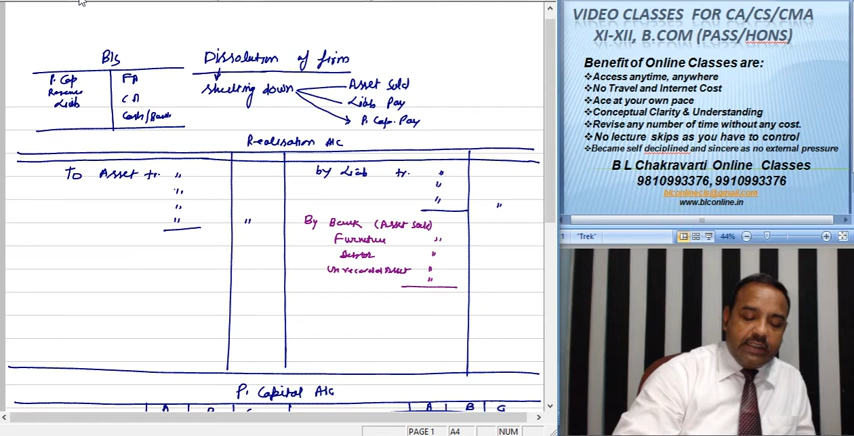 B/S
Dissolution of firm
P. Cap
Reserve
Liab
FA
CA
Cash/Bank
Shutting down
Asset Sold
Liab Pay
P. Cap. Pay
Realisation A/C
To Asset tr. "
"
"
" "
by Liab tr. "
"
" "
By Bank (Asset Sold)
Furniture "
Debtor "
Unrecorded Asset "
"
P. Capital A/C
A B C
A B C
PAGE 1 A4 NUM
VIDEO CLASSES FOR CA/CS/CMA
XI-XII, B.COM (PASS/HONS)
Benefit of Online Classes are:
❖Access anytime, anywhere
❖No Travel and Internet Cost
❖Ace at your own pace
❖Conceptual Clarity & Understanding
❖Revise any number of time without any cost.
❖No lecture skips as you have to control
❖Became self deciplined and sincere as no external pressure
B L Chakravarti Online Classes
9810993376, 9910993376
blconlinecls@gmail.com
www.blconline.in
1 "Trek" 44%